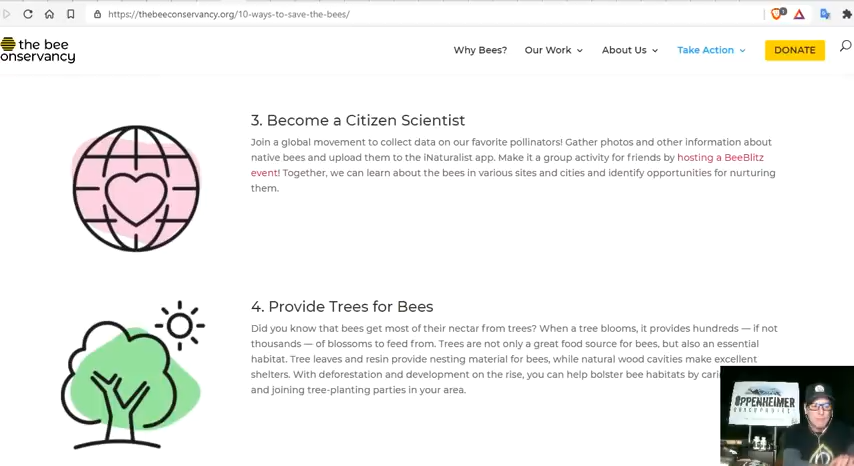 https://thebeeconservancy.org/10-ways-to-save-the-bees/
the bee
onservancy
Why Bees?
Our Work
About Us
Take Action
DONATE
3. Become a Citizen Scientist
Join a global movement to collect data on our favorite pollinators! Gather photos and other information about
native bees and upload them to the iNaturalist app. Make it a group activity for friends by hosting a BeeBlitz
event! Together, we can learn about the bees in various sites and cities and identify opportunities for nurturing
them.
4. Provide Trees for Bees
Did you know that bees get most of their nectar from trees? When a tree blooms, it provides hundreds — if not
thousands — of blossoms to feed from. Trees are not only a great food source for bees, but also an essential
habitat. Tree leaves and resin provide nesting material for bees, while natural wood cavities make excellent
shelters. With deforestation and development on the rise, you can help bolster bee habitats by
and joining tree-planting parties in your area.
OPPENHEIMER